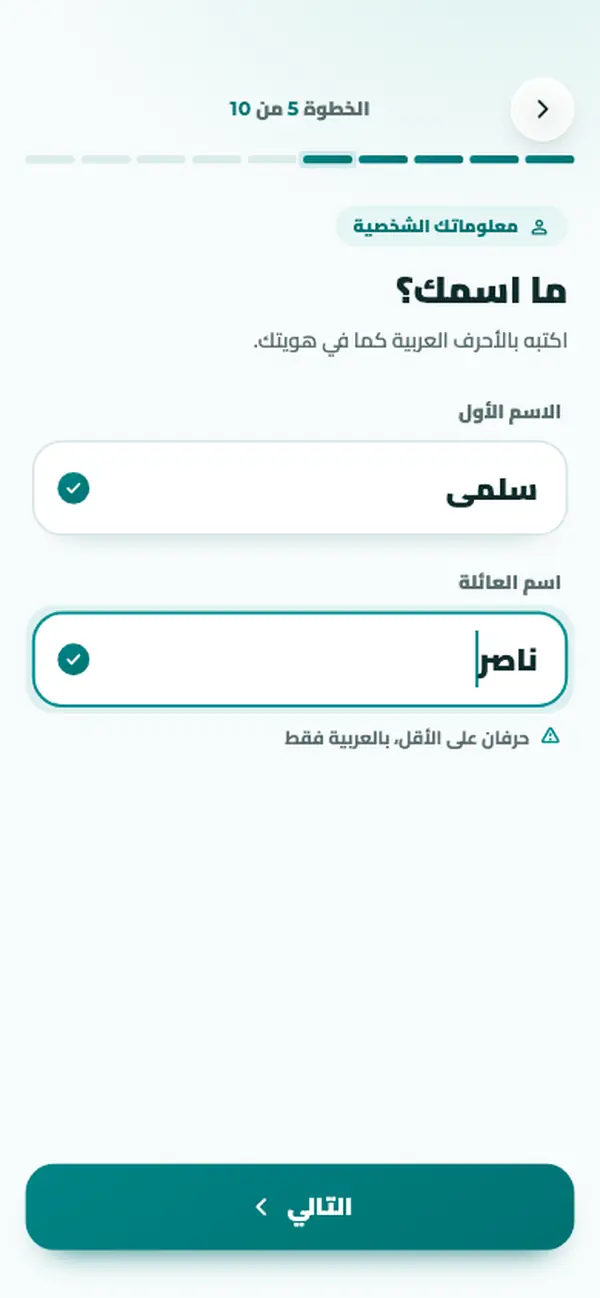 الخطوة 5 من 10
معلوماتك الشخصية
ما اسمك؟
اكتبه بالأحرف العربية كما في هويتك.
الاسم الأول
سلمى
اسم العائلة
ناصر
حرفان على الأقل، بالعربية فقط
التالي